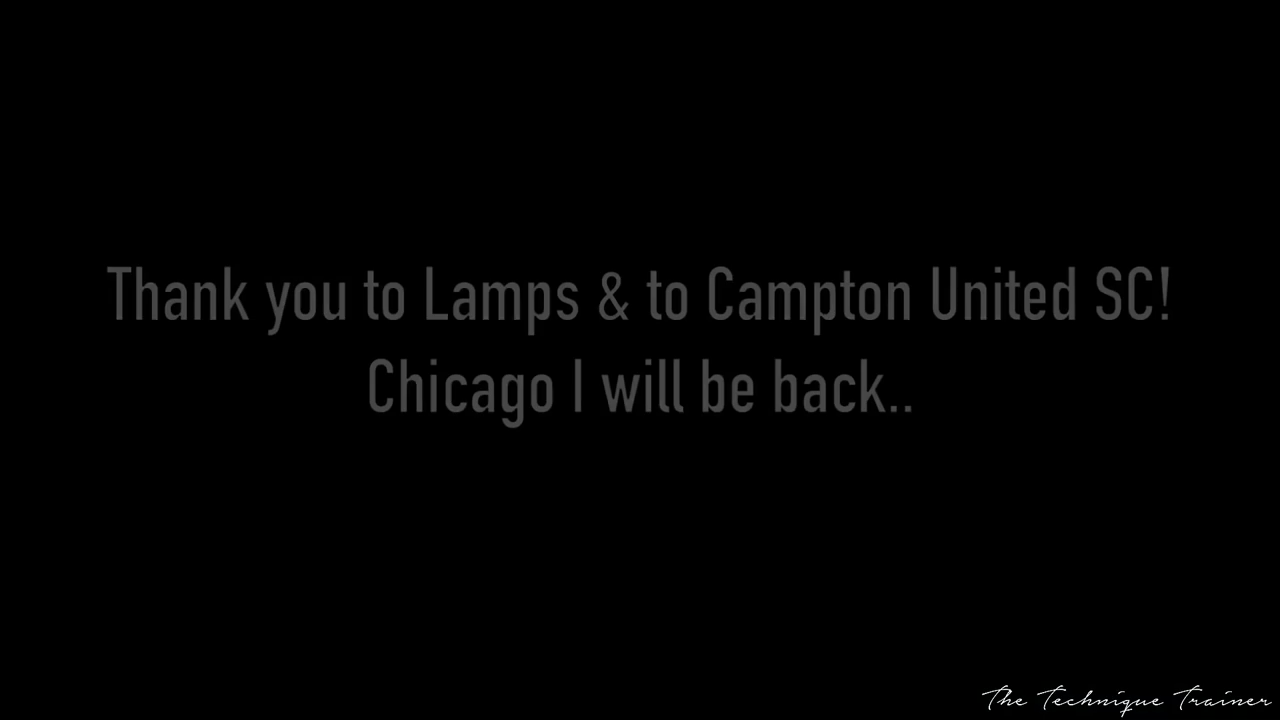 Thank you to Lamps & to Campton United SC!
Chicago I will be back..
The Technique Trainer